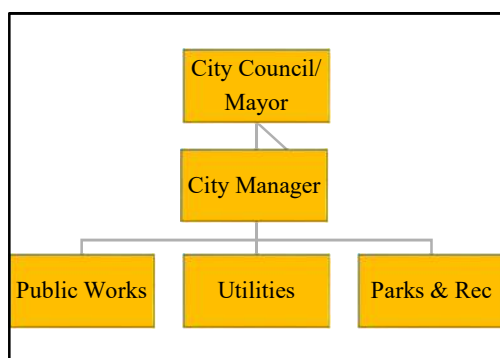 City Council/
Mayor
City Manager
Public Works
Utilities
Parks & Rec